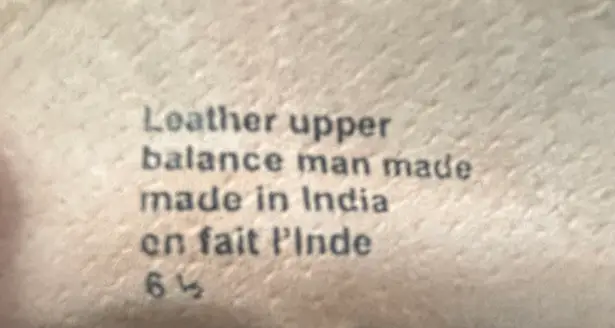 Leather upper
balance man made
made in India
en fait l'Inde
6 ½